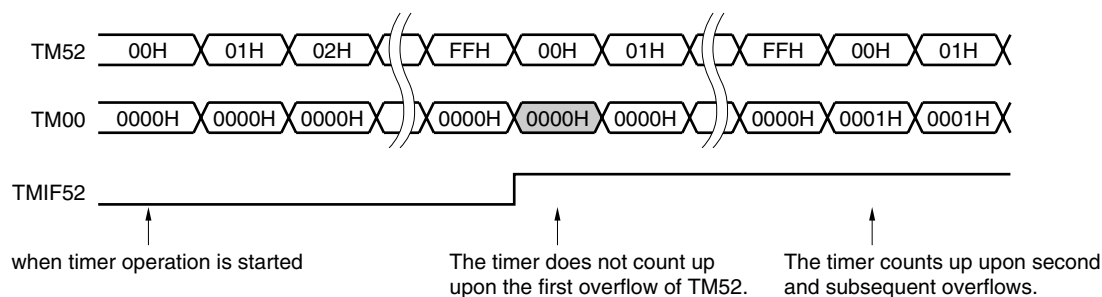 TM52 00H 01H 02H FFH 00H 01H FFH 00H 01H
TM00 0000H 0000H 0000H 0000H 0000H 0000H 0000H 0001H 0001H
TMIF52
when timer operation is started
The timer does not count up
upon the first overflow of TM52.
The timer counts up upon second
and subsequent overflows.